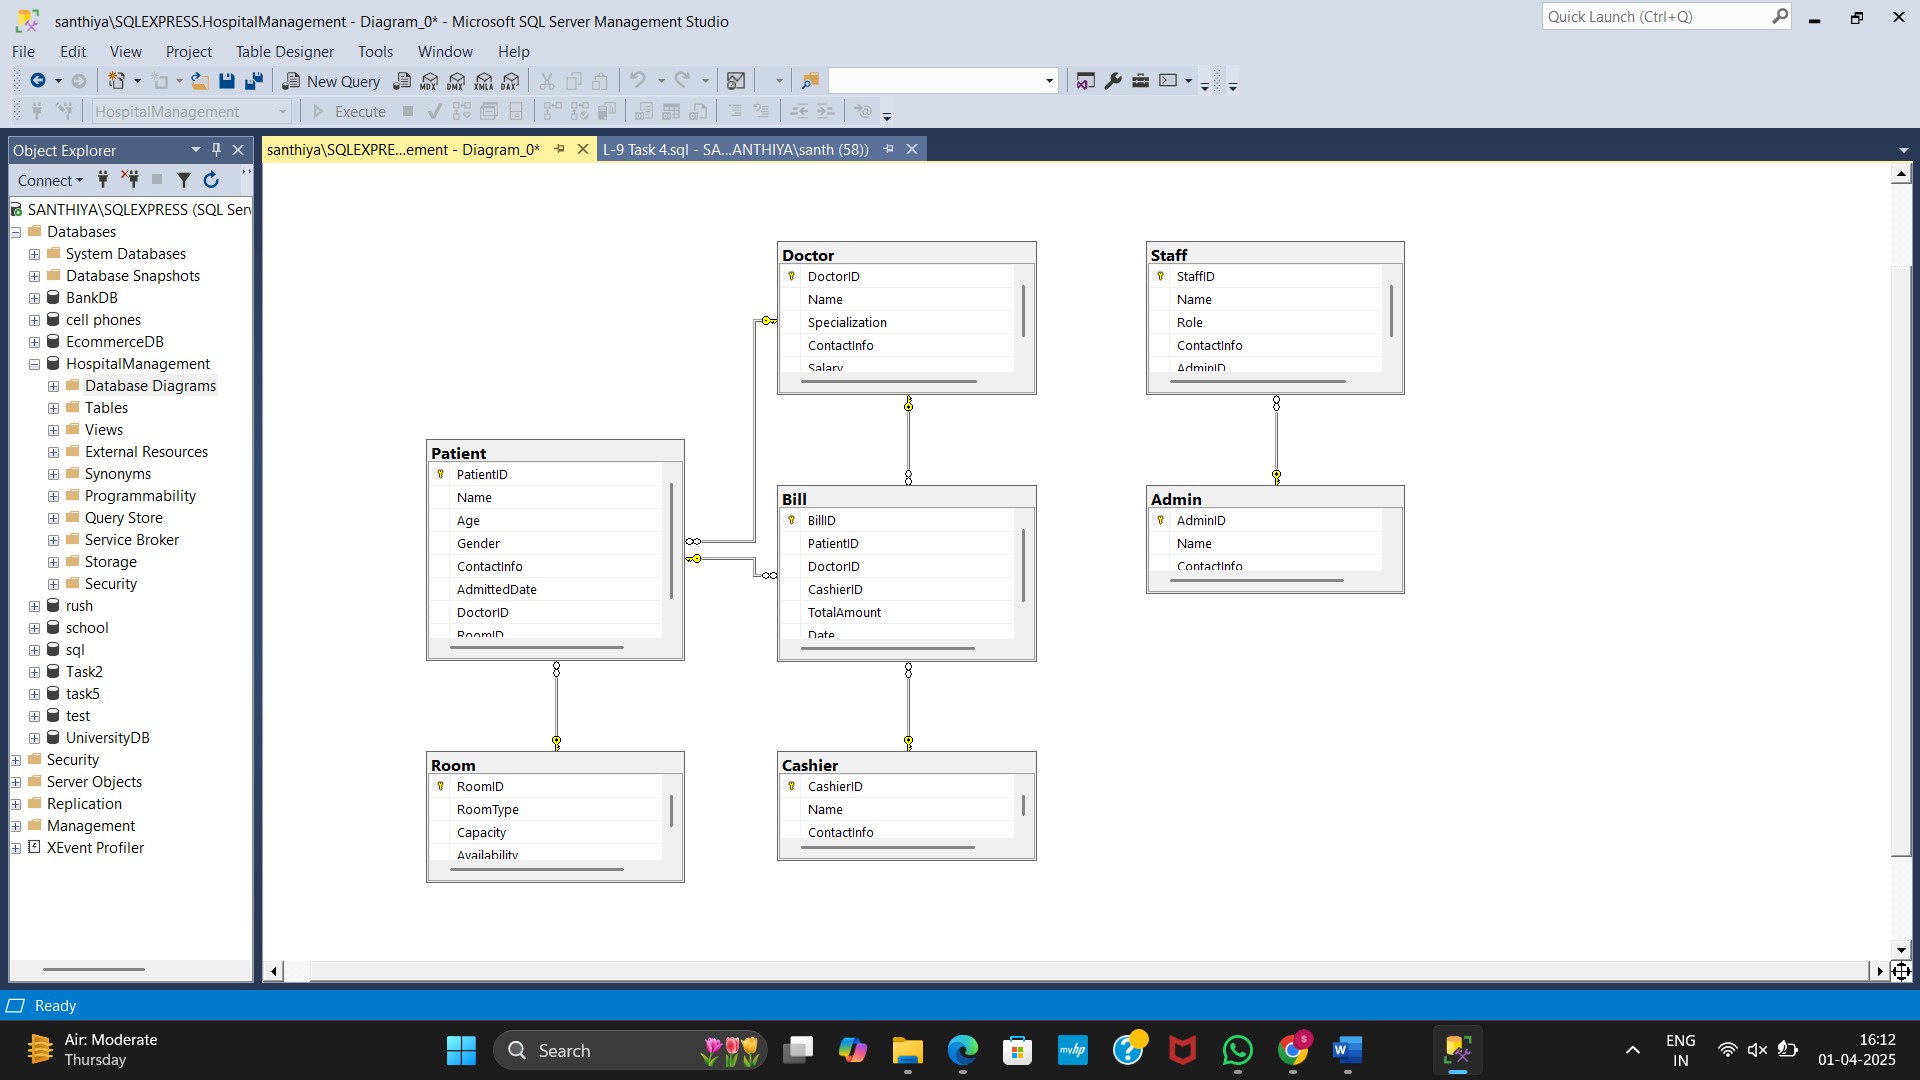 santhiya\SQLEXPRESS.HospitalManagement - Diagram_0* - Microsoft SQL Server Management Studio
Quick Launch (Ctrl+Q)
File Edit View Project Table Designer Tools Window Help
New Query MDX DMX XMLA DAX
HospitalManagement Execute
Object Explorer
santhiya\SQLEXPRE...ement - Diagram_0*
L-9 Task 4.sql - SA...ANTHIYA\santh (58))
Connect
SANTHIYA\SQLEXPRESS (SQL Serv
Databases
System Databases
Database Snapshots
BankDB
cell phones
EcommerceDB
HospitalManagement
Database Diagrams
Tables
Views
External Resources
Synonyms
Programmability
Query Store
Service Broker
Storage
Security
rush
school
sql
Task2
task5
test
UniversityDB
Security
Server Objects
Replication
Management
XEvent Profiler
Doctor
DoctorID
Name
Specialization
ContactInfo
Salary
Staff
StaffID
Name
Role
ContactInfo
AdminID
Patient
PatientID
Name
Age
Gender
ContactInfo
AdmittedDate
DoctorID
RoomID
Bill
BillID
PatientID
DoctorID
CashierID
TotalAmount
Date
Admin
AdminID
Name
ContactInfo
Room
RoomID
RoomType
Capacity
Availability
Cashier
CashierID
Name
ContactInfo
Ready
Air: Moderate
Thursday
Search
myhp
ENG
IN
16:12
01-04-2025